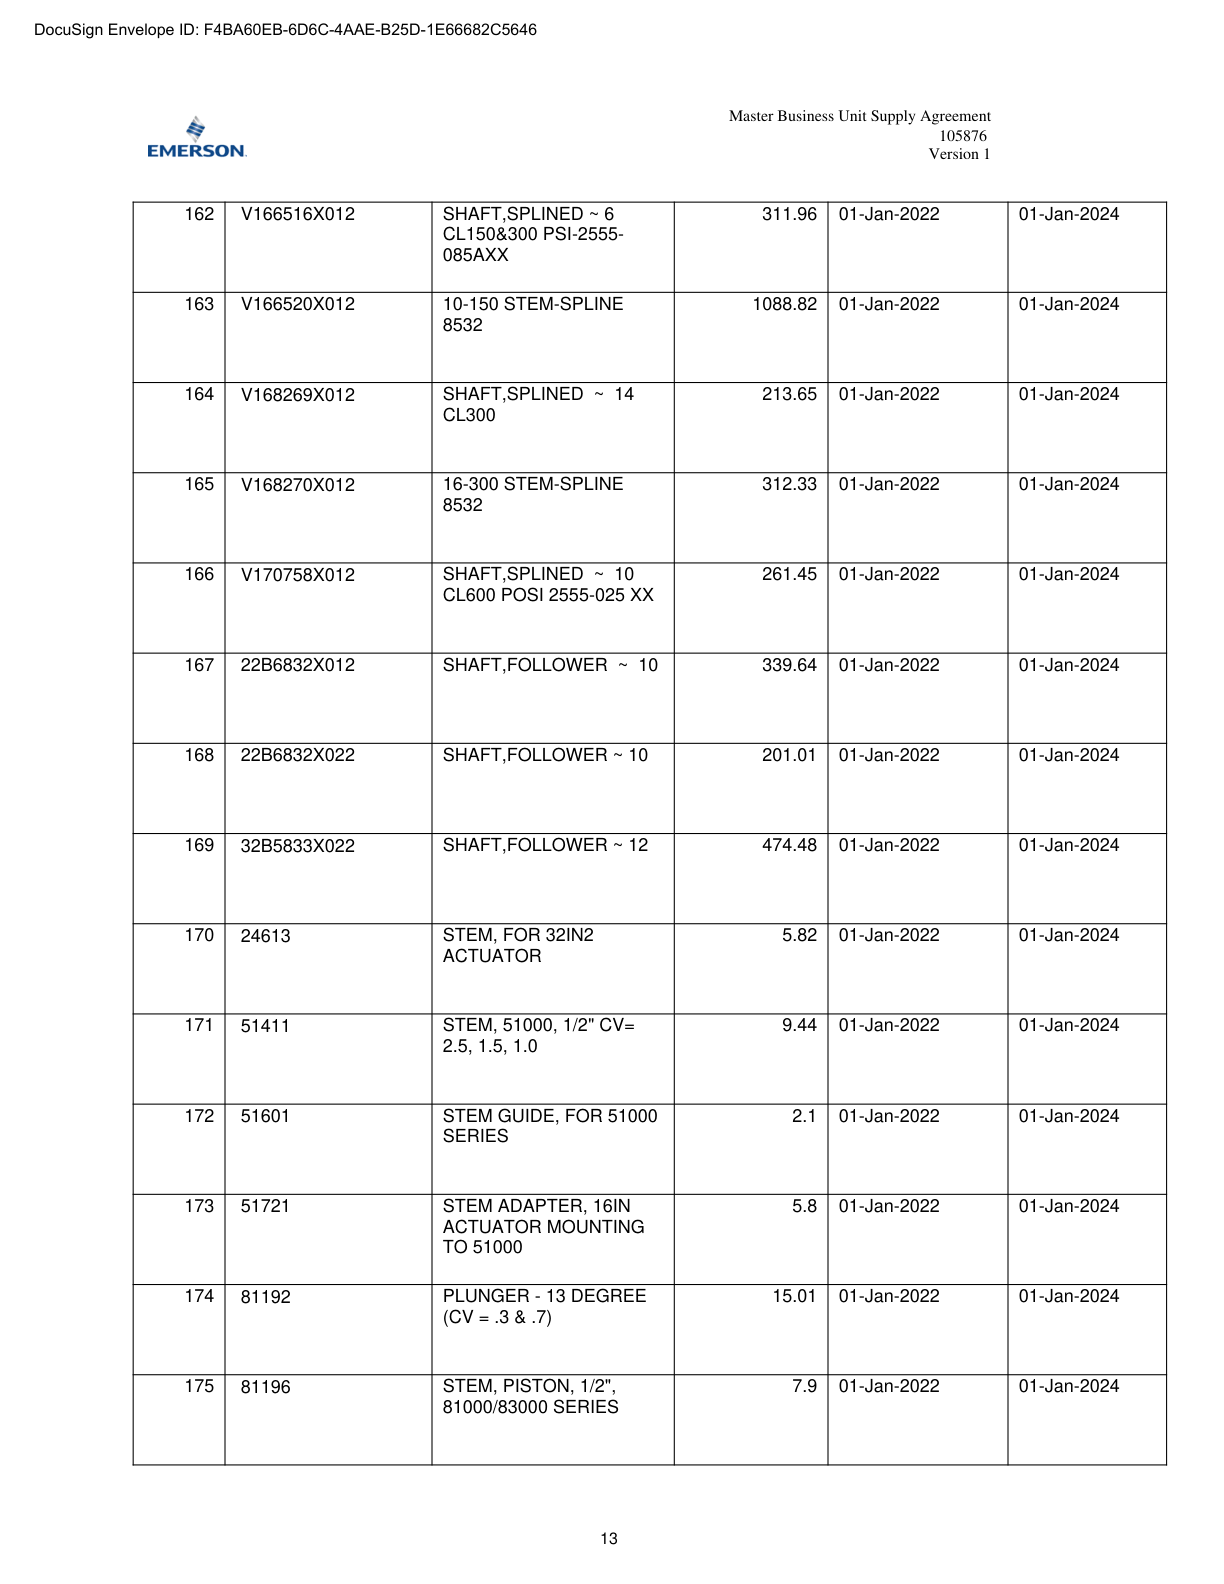 DocuSign Envelope ID: F4BA60EB-6D6C-4AAE-B25D-1E66682C5646
EMERSON
Master Business Unit Supply Agreement
105876
Version 1
162 V166516X012 SHAFT,SPLINED ~ 6 311.96 01-Jan-2022 01-Jan-2024
CL150&300 PSI-2555-
085AXX
163 V166520X012 10-150 STEM-SPLINE 1088.82 01-Jan-2022 01-Jan-2024
8532
164 V168269X012 SHAFT,SPLINED ~ 14 213.65 01-Jan-2022 01-Jan-2024
CL300
165 V168270X012 16-300 STEM-SPLINE 312.33 01-Jan-2022 01-Jan-2024
8532
166 V170758X012 SHAFT,SPLINED ~ 10 261.45 01-Jan-2022 01-Jan-2024
CL600 POSI 2555-025 XX
167 22B6832X012 SHAFT,FOLLOWER ~ 10 339.64 01-Jan-2022 01-Jan-2024
168 22B6832X022 SHAFT,FOLLOWER ~ 10 201.01 01-Jan-2022 01-Jan-2024
169 32B5833X022 SHAFT,FOLLOWER ~ 12 474.48 01-Jan-2022 01-Jan-2024
170 24613 STEM, FOR 32IN2 5.82 01-Jan-2022 01-Jan-2024
ACTUATOR
171 51411 STEM, 51000, 1/2" CV= 9.44 01-Jan-2022 01-Jan-2024
2.5, 1.5, 1.0
172 51601 STEM GUIDE, FOR 51000 2.1 01-Jan-2022 01-Jan-2024
SERIES
173 51721 STEM ADAPTER, 16IN 5.8 01-Jan-2022 01-Jan-2024
ACTUATOR MOUNTING
TO 51000
174 81192 PLUNGER - 13 DEGREE 15.01 01-Jan-2022 01-Jan-2024
(CV = .3 & .7)
175 81196 STEM, PISTON, 1/2", 7.9 01-Jan-2022 01-Jan-2024
81000/83000 SERIES
13